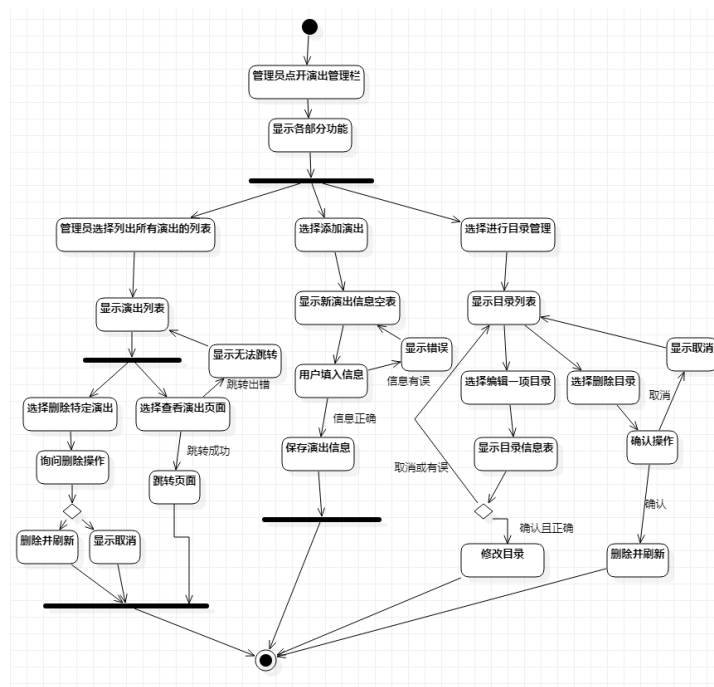 管理员点开演出管理栏
显示各部分功能
管理员选择列出所有演出的列表
选择添加演出
选择进行目录管理
显示演出列表
显示新演出信息空表
显示目录列表
显示无法跳转
显示错误
显示取消
跳转出错
用户填入信息
信息有误
选择编辑一项目录
选择删除目录
取消
选择删除特定演出
选择查看演出页面
信息正确
询问删除操作
跳转成功
保存演出信息
显示目录信息表
确认操作
跳转页面
取消或有误
确认
确认且正确
删除并刷新
显示取消
修改目录
删除并刷新